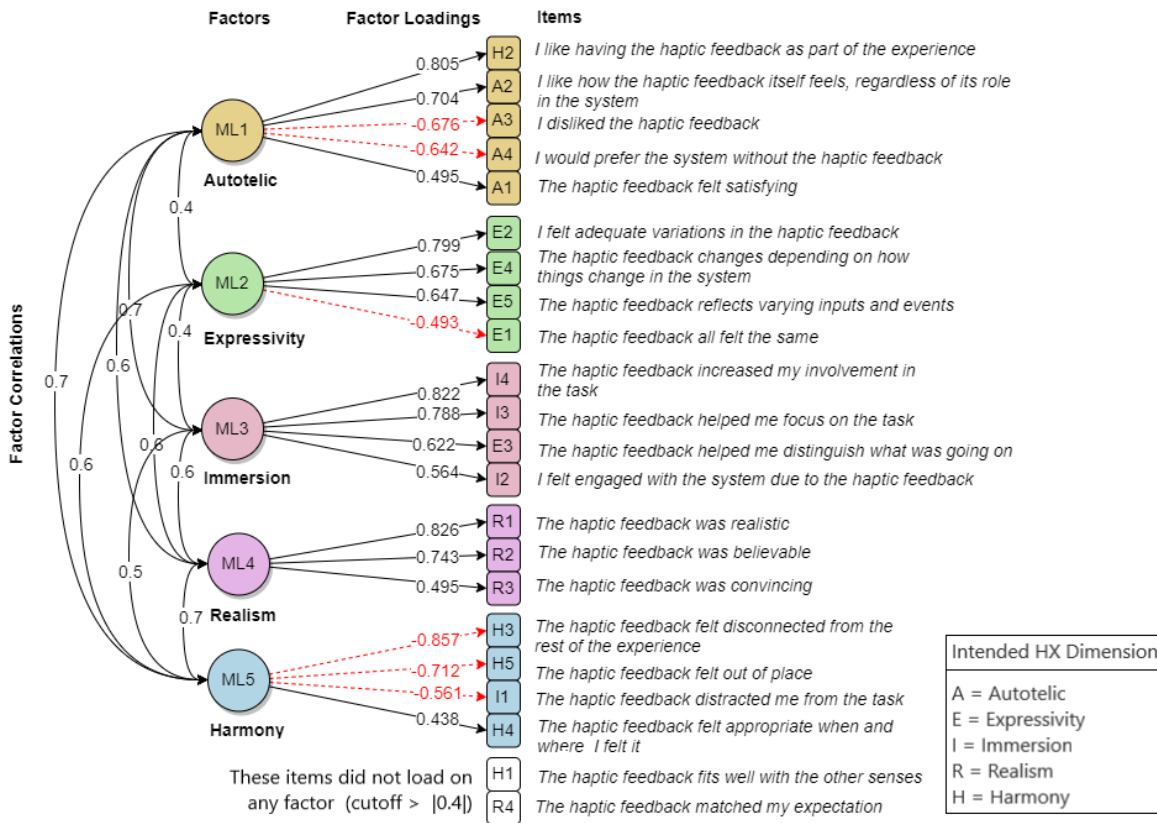 Factors
Factor Loadings
Items
Factor Correlations
ML1
Autotelic
0.805
H2
I like having the haptic feedback as part of the experience
0.704
A2
I like how the haptic feedback itself feels, regardless of its role
in the system
-0.676
A3
I disliked the haptic feedback
-0.642
A4
I would prefer the system without the haptic feedback
0.495
A1
The haptic feedback felt satisfying
0.4
ML2
Expressivity
0.799
E2
I felt adequate variations in the haptic feedback
0.675
E4
The haptic feedback changes depending on how
things change in the system
0.647
E5
The haptic feedback reflects varying inputs and events
-0.493
E1
The haptic feedback all felt the same
0.7
0.4
0.6
0.7
ML3
Immersion
0.822
I4
The haptic feedback increased my involvement in
the task
0.788
I3
The haptic feedback helped me focus on the task
0.622
E3
The haptic feedback helped me distinguish what was going on
0.564
I2
I felt engaged with the system due to the haptic feedback
0.6
0.6
0.6
ML4
Realism
0.826
R1
The haptic feedback was realistic
0.743
R2
The haptic feedback was believable
0.495
R3
The haptic feedback was convincing
0.5
0.7
ML5
Harmony
-0.857
H3
The haptic feedback felt disconnected from the
rest of the experience
-0.712
H5
The haptic feedback felt out of place
-0.561
I1
The haptic feedback distracted me from the task
0.438
H4
The haptic feedback felt appropriate when and
where I felt it
These items did not load on
any factor (cutoff > |0.4|)
H1
The haptic feedback fits well with the other senses
R4
The haptic feedback matched my expectation
Intended HX Dimension
A = Autotelic
E = Expressivity
I = Immersion
R = Realism
H = Harmony